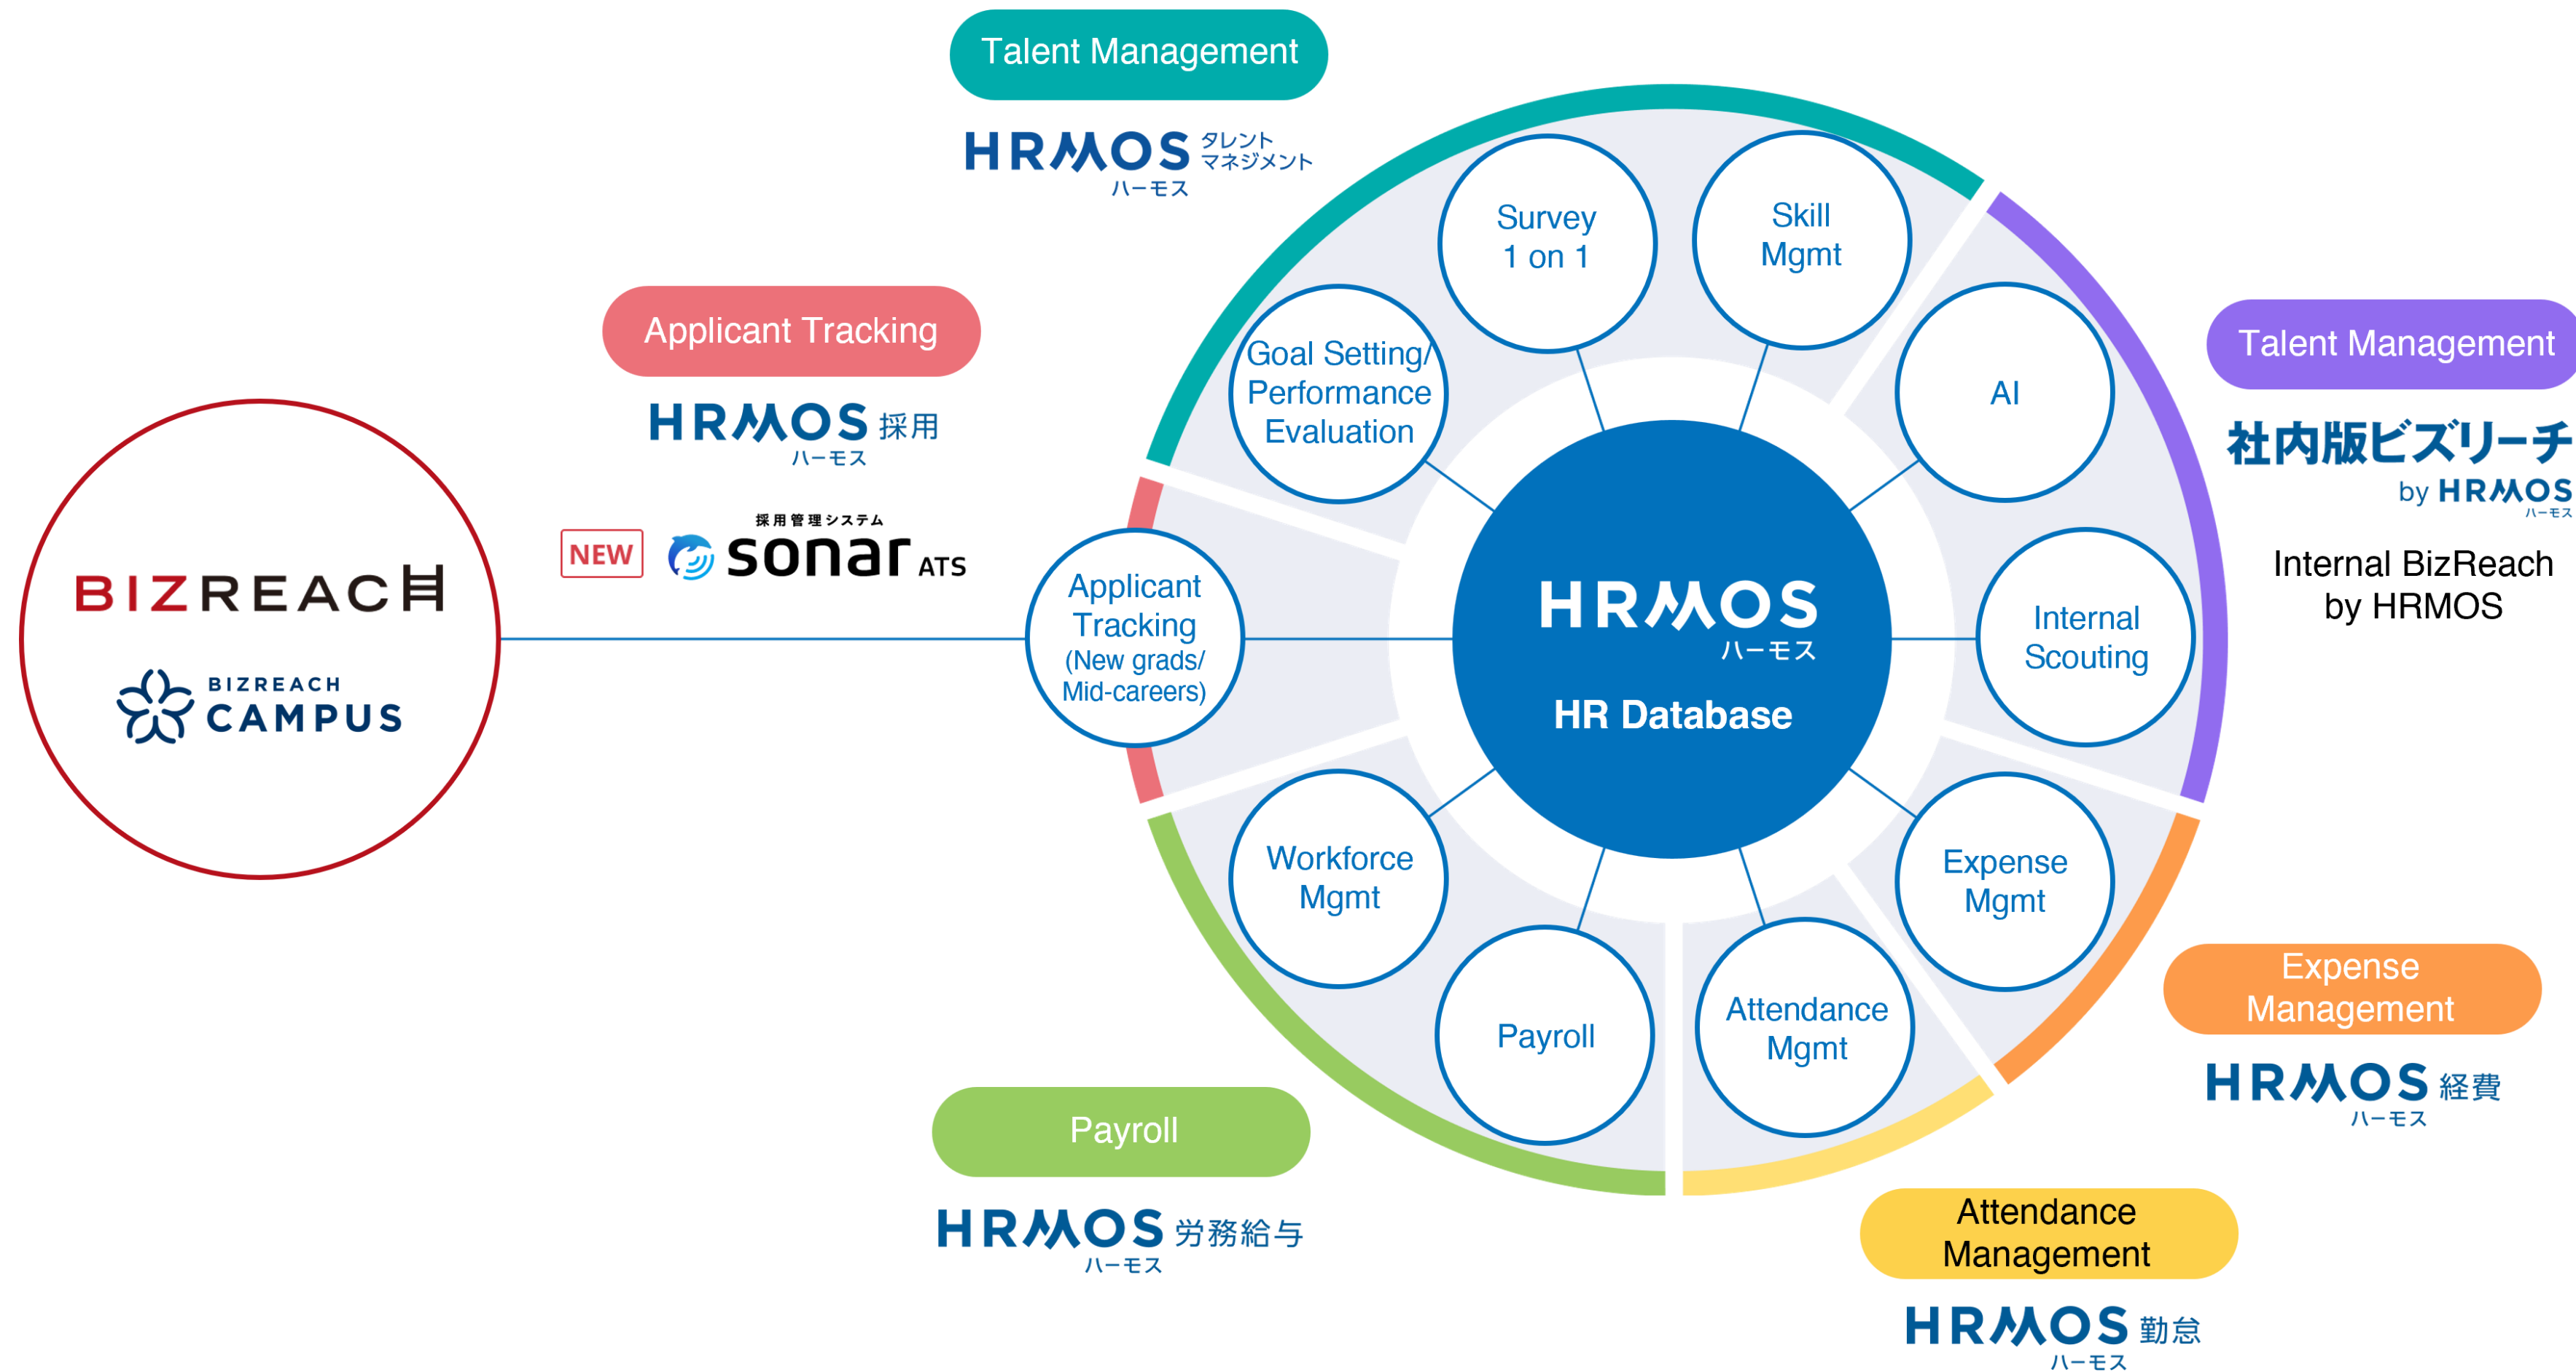 Talent Management
HRMOS タレント
マネジメント
ハーモス
Applicant Tracking
HRMOS 採用
ハーモス
NEW
採用管理システム
sonar ATS
BIZREACH
BIZREACH
CAMPUS
Survey
1 on 1
Skill
Mgmt
Goal Setting/
Performance
Evaluation
AI
Applicant
Tracking
(New grads/
Mid-careers)
HRMOS
ハーモス
HR Database
Internal
Scouting
Workforce
Mgmt
Expense
Mgmt
Payroll
Attendance
Mgmt
Talent Management
社内版ビズリーチ
by HRMOS
ハーモス
Internal BizReach
by HRMOS
Expense
Management
HRMOS 経費
ハーモス
Payroll
HRMOS 労務給与
ハーモス
Attendance
Management
HRMOS 勤怠
ハーモス